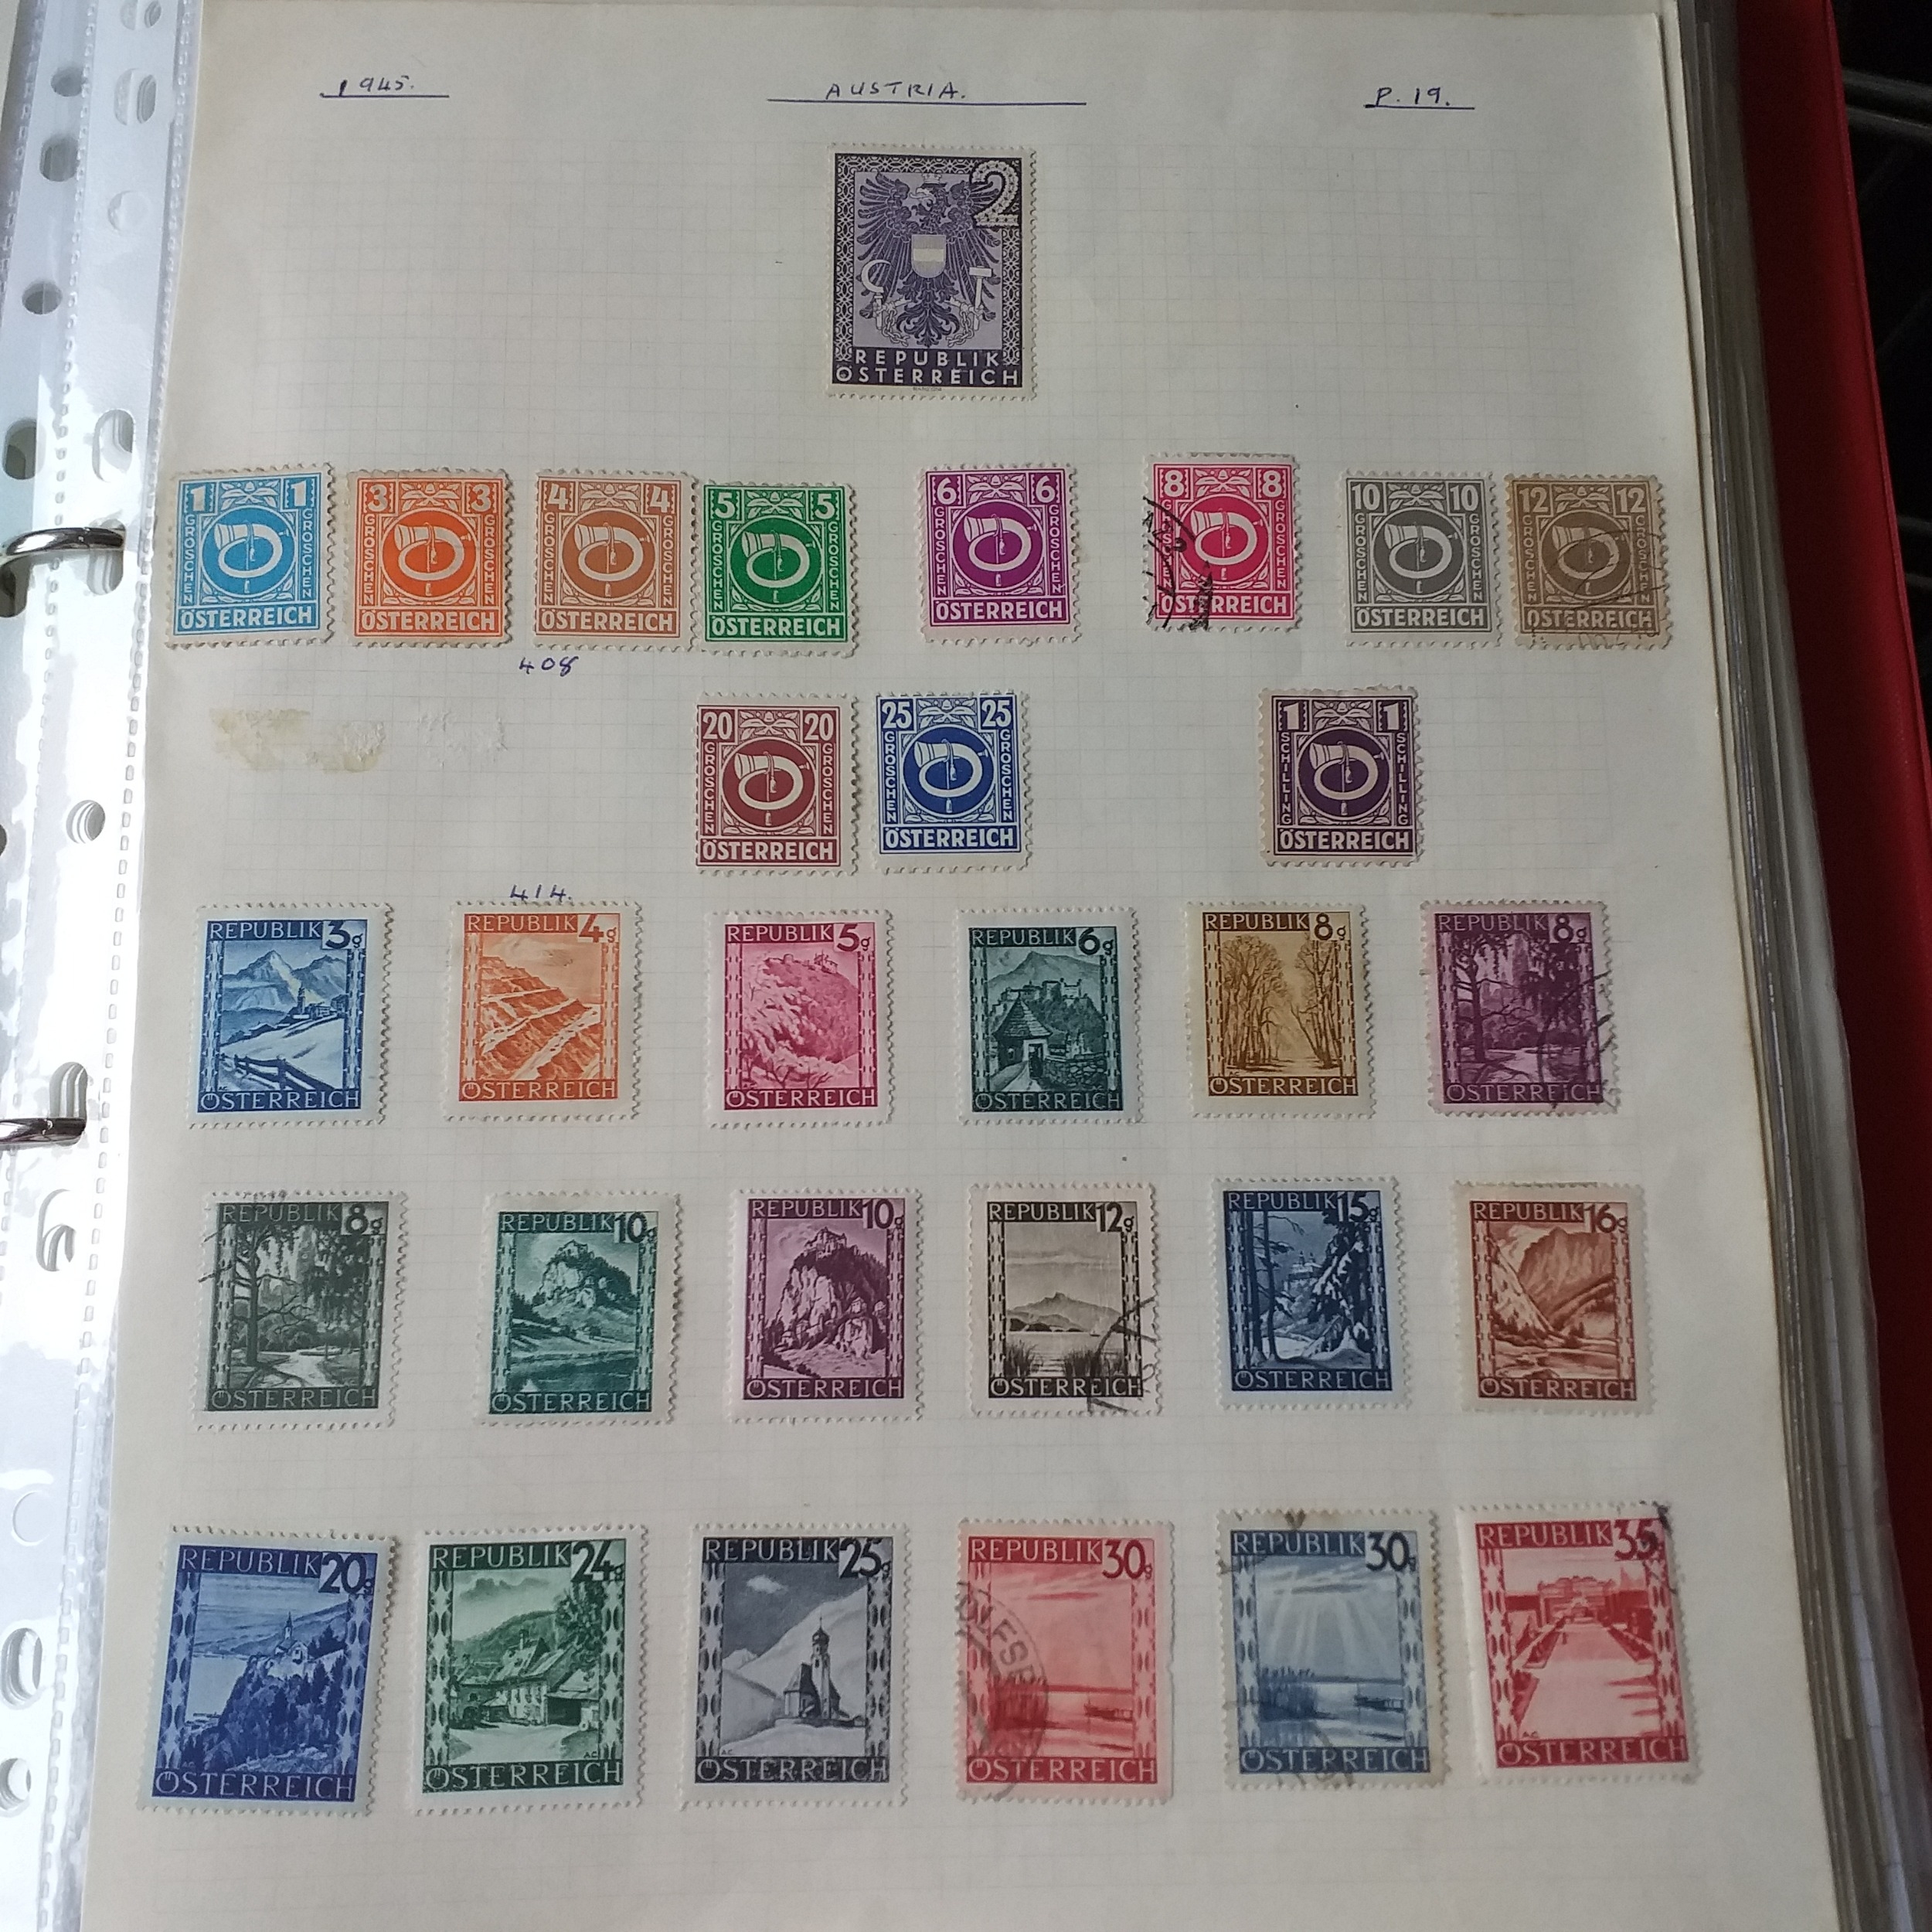 1945. AUSTRIA. P. 19.
2
REPUBLIK
ÖSTERREICH
1 1
GROSCHEN GROSCHEN
ÖSTERREICH
3 3
GROSCHEN GROSCHEN
ÖSTERREICH
4 4
GROSCHEN GROSCHEN
ÖSTERREICH
5 5
GROSCHEN GROSCHEN
ÖSTERREICH
6 6
GROSCHEN GROSCHEN
ÖSTERREICH
8 8
GROSCHEN GROSCHEN
ÖSTERREICH
10 10
GROSCHEN GROSCHEN
ÖSTERREICH
12 12
GROSCHEN GROSCHEN
ÖSTERREICH
408
20 20
GROSCHEN GROSCHEN
ÖSTERREICH
25 25
GROSCHEN GROSCHEN
ÖSTERREICH
1 1
SCHILLING SCHILLING
ÖSTERREICH
414.
REPUBLIK 3g
ÖSTERREICH
REPUBLIK 4g
ÖSTERREICH
REPUBLIK 5g
ÖSTERREICH
REPUBLIK 6g
ÖSTERREICH
REPUBLIK 8g
ÖSTERREICH
REPUBLIK 8g
ÖSTERREICH
REPUBLIK 8g
ÖSTERREICH
REPUBLIK 10g
ÖSTERREICH
REPUBLIK 10g
ÖSTERREICH
REPUBLIK 12g
ÖSTERREICH
REPUBLIK 15g
ÖSTERREICH
REPUBLIK 16g
ÖSTERREICH
REPUBLIK 20g
ÖSTERREICH
REPUBLIK 24g
AC
ÖSTERREICH
REPUBLIK 25g
AC
ÖSTERREICH
REPUBLIK 30g
ÖSTERREICH
REPUBLIK 30g
ÖSTERREICH
REPUBLIK 35g
AC
ÖSTERREICH